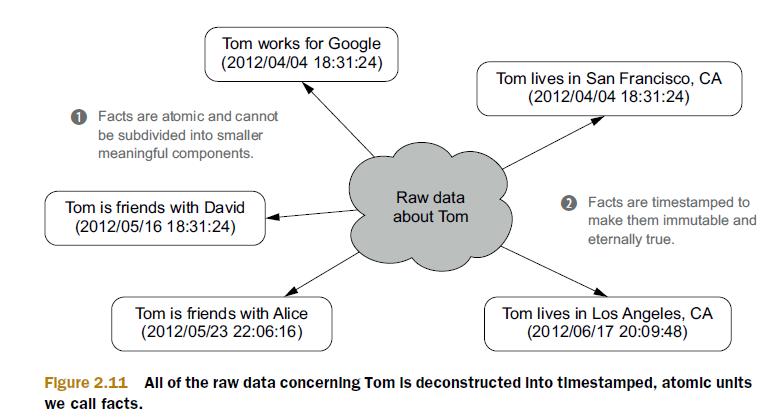 Tom works for Google
(2012/04/04 18:31:24)
Tom lives in San Francisco, CA
(2012/04/04 18:31:24)
1 Facts are atomic and cannot
be subdivided into smaller
meaningful components.
Raw data
about Tom
Tom is friends with David
(2012/05/16 18:31:24)
2 Facts are timestamped to
make them immutable and
eternally true.
Tom is friends with Alice
(2012/05/23 22:06:16)
Tom lives in Los Angeles, CA
(2012/06/17 20:09:48)
Figure 2.11 All of the raw data concerning Tom is deconstructed into timestamped, atomic units
we call facts.